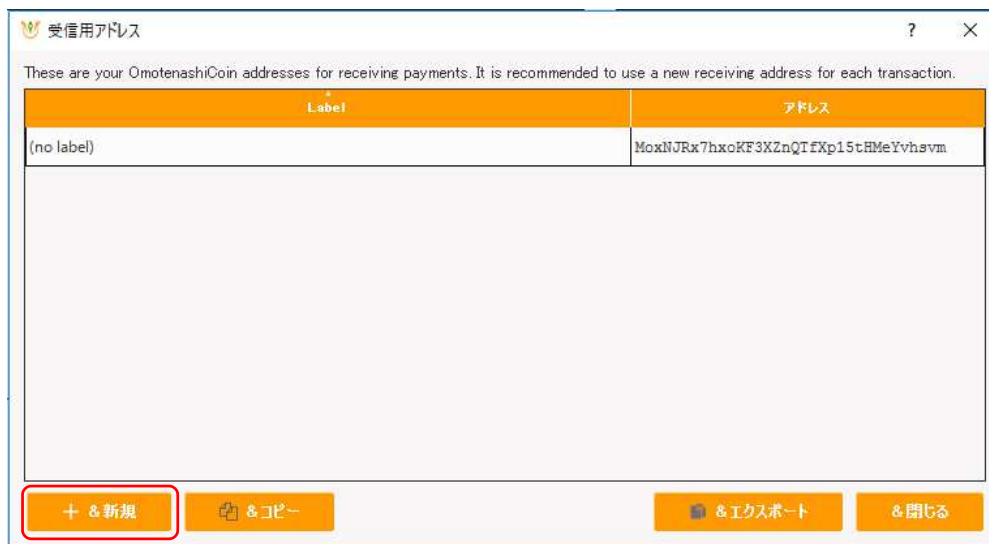 受信用アドレス
These are your OmotenashiCoin addresses for receiving payments. It is recommended to use a new receiving address for each transaction.
Label アドレス
(no label) MoxNJRx7hxoKF3XZnQTfXp15tHMeYvhsvm
&新規 &コピー &エクスポート &閉じる